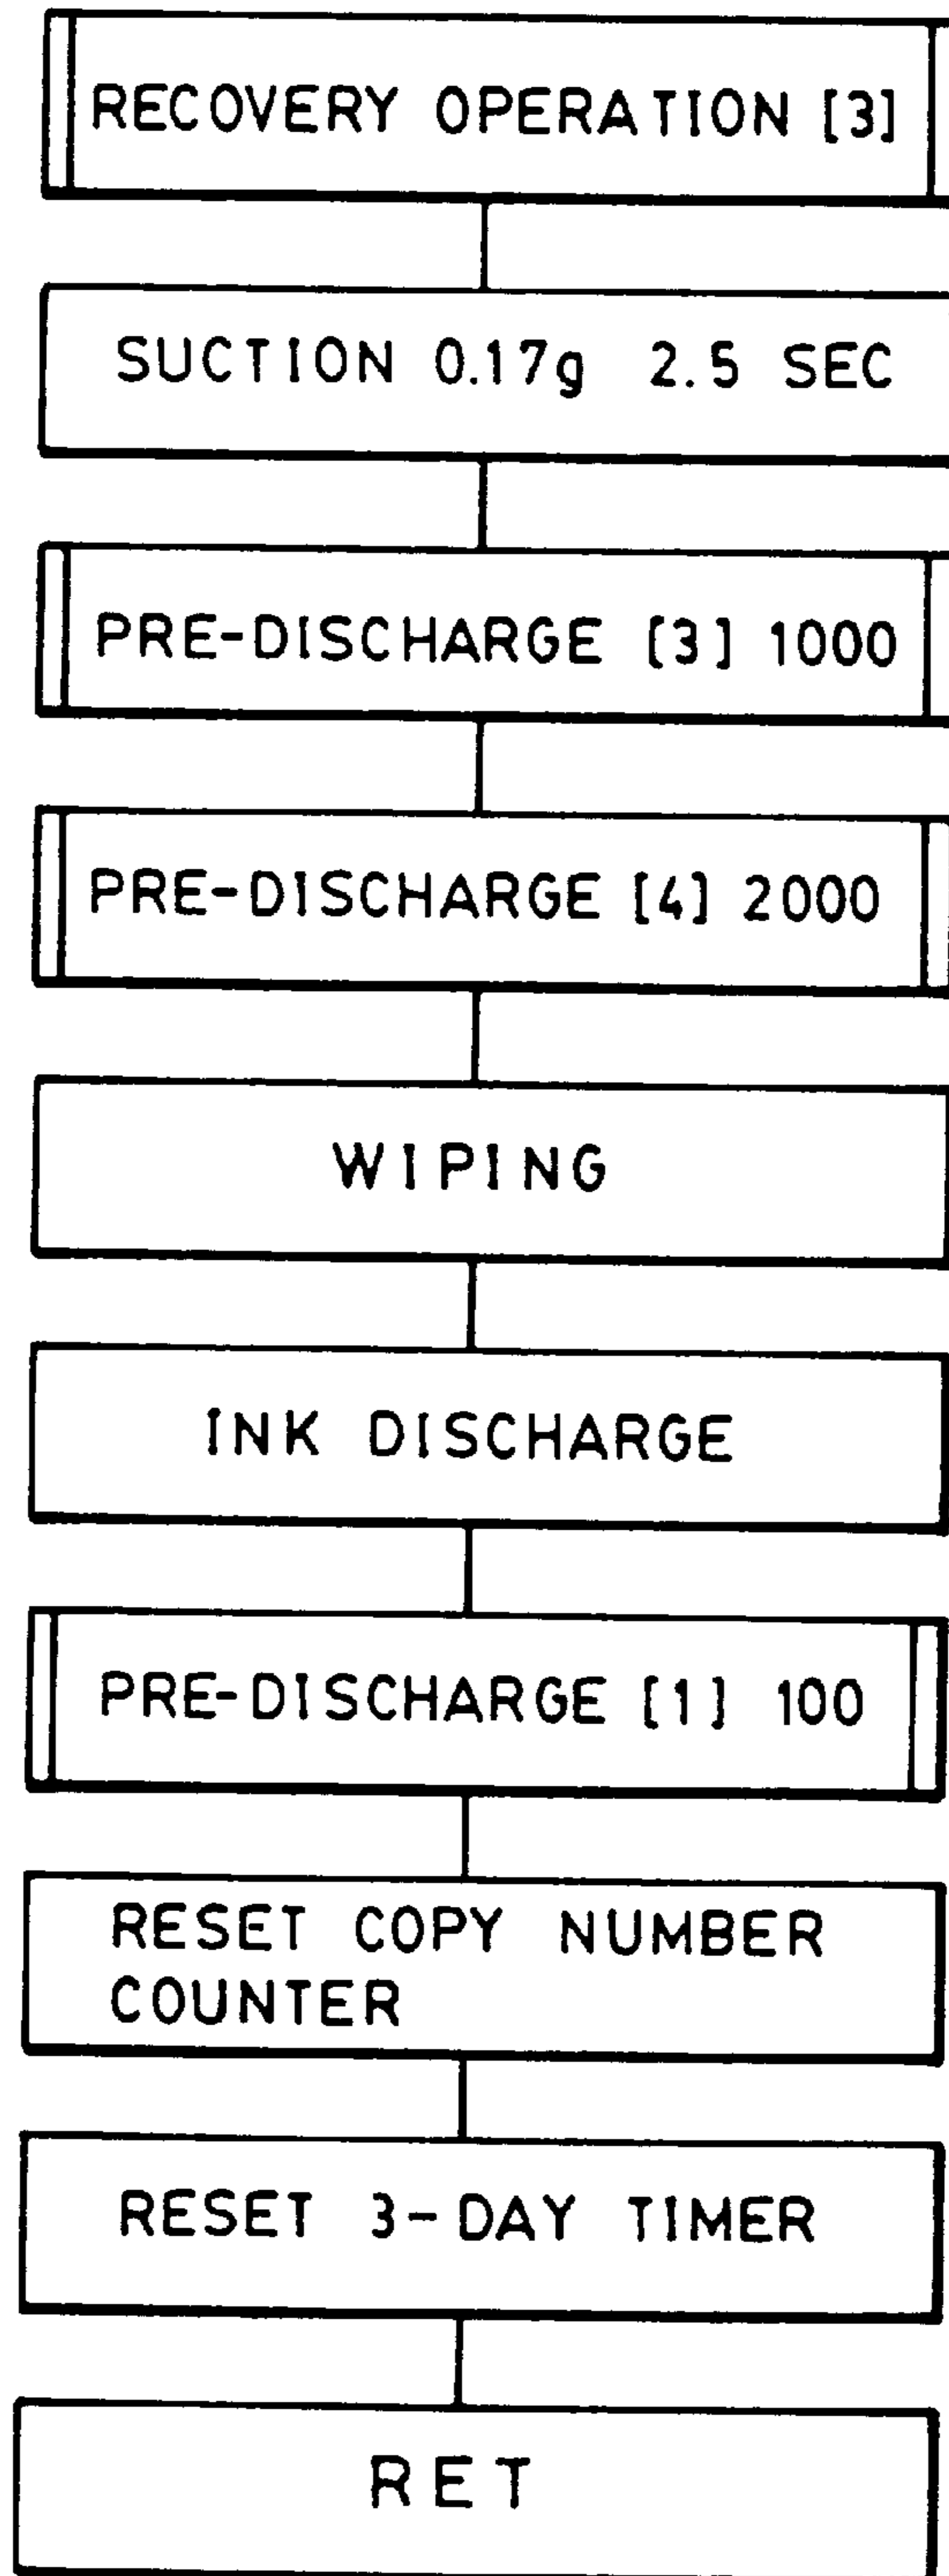 RECOVERY OPERATION [3]
SUCTION 0.17g 2.5 SEC
PRE-DISCHARGE [3] 1000
PRE-DISCHARGE [4] 2000
WIPING
INK DISCHARGE
PRE-DISCHARGE [1] 100
RESET COPY NUMBER
COUNTER
RESET 3-DAY TIMER
RET